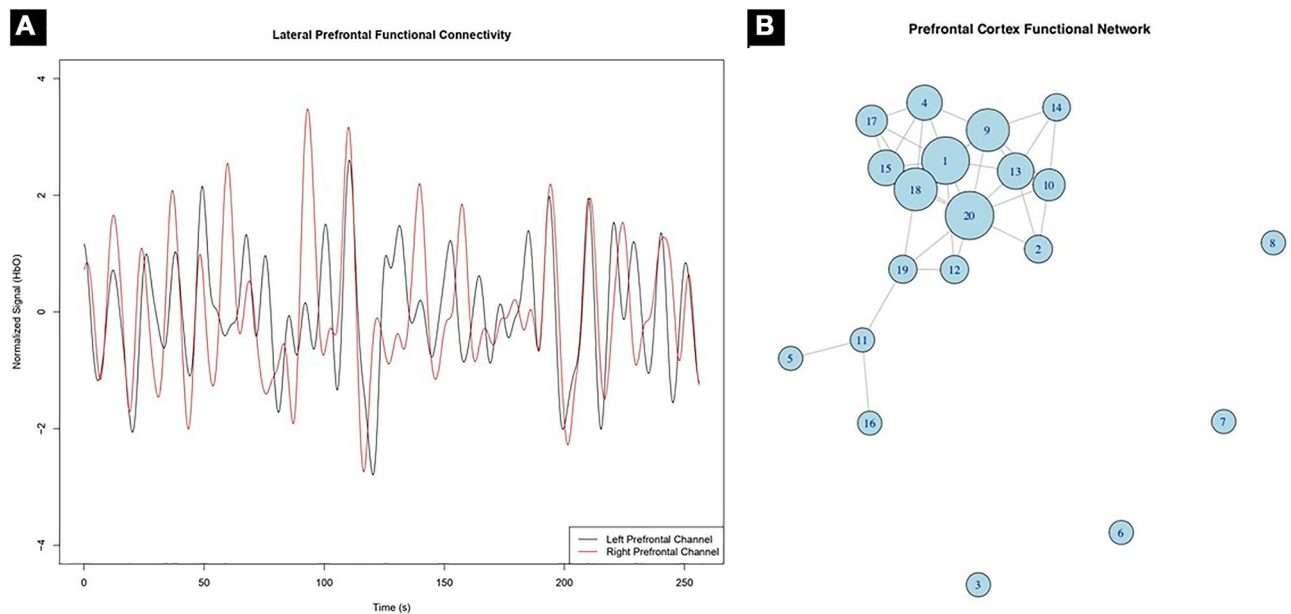 A
Lateral Prefrontal Functional Connectivity
Normalized Signal (HbO)
4
2
0
−2
−4
0 50 100 150 200 250
Time (s)
Left Prefrontal Channel
Right Prefrontal Channel
B
Prefrontal Cortex Functional Network
4
14
17
9
1
15
13
18
10
20
8
2
19
12
11
5
7
16
6
3